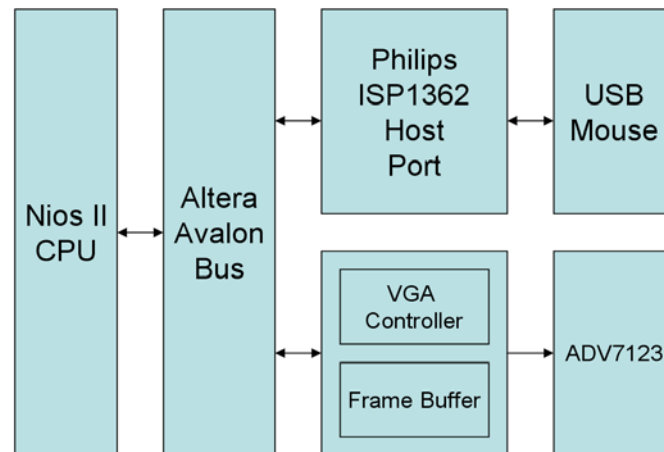 Nios II
CPU
Altera
Avalon
Bus
Philips
ISP1362
Host
Port
USB
Mouse
VGA
Controller
Frame Buffer
ADV7123